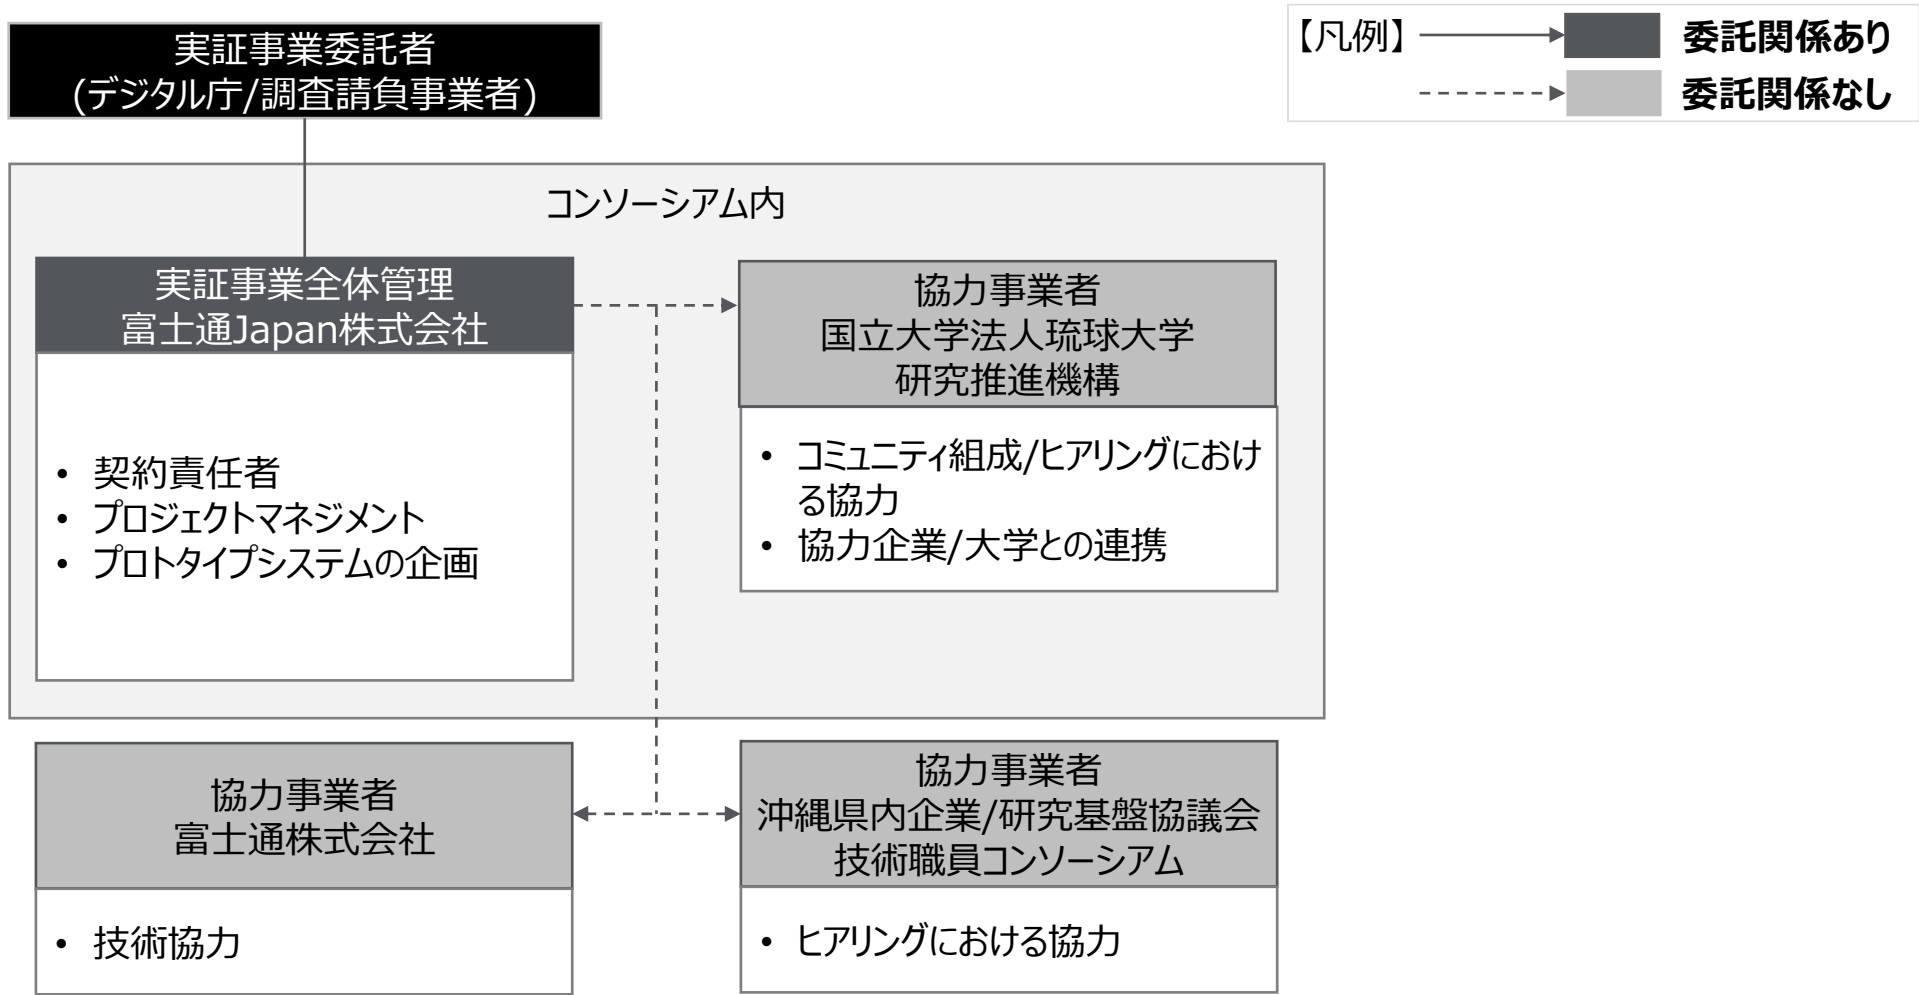 実証事業委託者
(デジタル庁/調査請負事業者)
【凡例】
委託関係あり
委託関係なし
コンソーシアム内
実証事業全体管理
富士通Japan株式会社
• 契約責任者
• プロジェクトマネジメント
• プロトタイプシステムの企画
協力事業者
国立大学法人琉球大学
研究推進機構
• コミュニティ組成/ヒアリングにおけ
る協力
• 協力企業/大学との連携
協力事業者
富士通株式会社
• 技術協力
協力事業者
沖縄県内企業/研究基盤協議会
技術職員コンソーシアム
• ヒアリングにおける協力